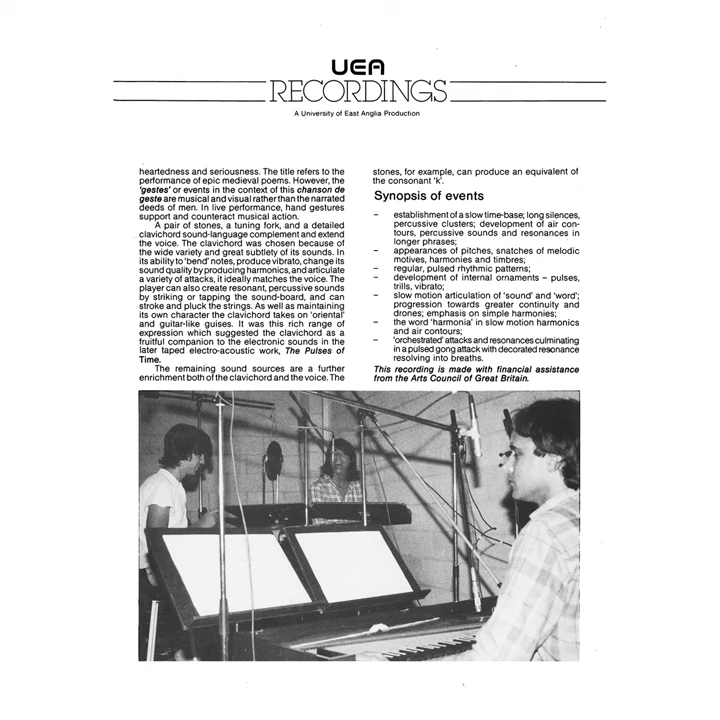 UEA
RECORDINGS
A University of East Anglia Production
heartedness and seriousness. The title refers to the
performance of epic medieval poems. However, the
'gestes' or events in the context of this chanson de
geste are musical and visual rather than the narrated
deeds of men. In live performance, hand gestures
support and counteract musical action.
A pair of stones, a tuning fork, and a detailed
clavichord sound-language complement and extend
the voice. The clavichord was chosen because of
the wide variety and great subtlety of its sounds. In
its ability to 'bend' notes, produce vibrato, change its
sound quality by producing harmonics, and articulate
a variety of attacks, it ideally matches the voice. The
player can also create resonant, percussive sounds
by striking or tapping the sound-board, and can
stroke and pluck the strings. As well as maintaining
its own character the clavichord takes on 'oriental'
and guitar-like guises. It was this rich range of
expression which suggested the clavichord as a
fruitful companion to the electronic sounds in the
later taped electro-acoustic work, The Pulses of
Time.
The remaining sound sources are a further
enrichment both of the clavichord and the voice. The
stones, for example, can produce an equivalent of
the consonant 'k'.
Synopsis of events
– establishment of a slow time-base; long silences,
percussive clusters; development of air con-
tours, percussive sounds and resonances in
longer phrases;
– appearances of pitches, snatches of melodic
motives, harmonies and timbres;
– regular, pulsed rhythmic patterns;
– development of internal ornaments – pulses,
trills, vibrato;
– slow motion articulation of 'sound' and 'word';
progression towards greater continuity and
drones; emphasis on simple harmonies;
– the word 'harmonia' in slow motion harmonics
and air contours;
– 'orchestrated' attacks and resonances culminating
in a pulsed gong attack with decorated resonance
resolving into breaths.
This recording is made with financial assistance
from the Arts Council of Great Britain.